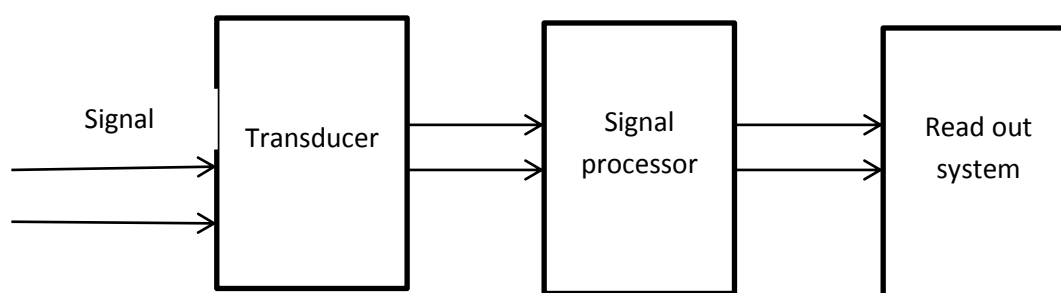 Signal
Transducer
Signal
processor
Read out
system